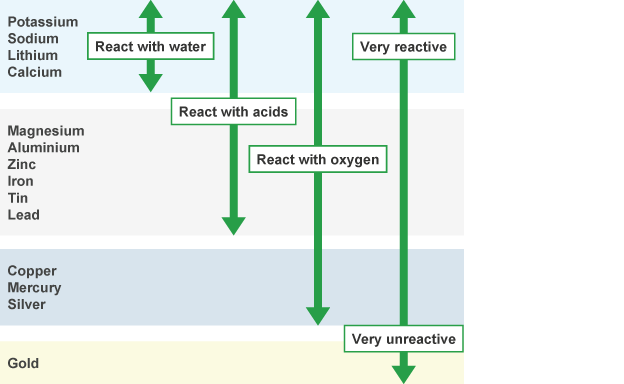 Potassium
Sodium
Lithium
Calcium
React with water
Very reactive
React with acids
Magnesium
Aluminium
Zinc
Iron
Tin
Lead
React with oxygen
Copper
Mercury
Silver
Very unreactive
Gold